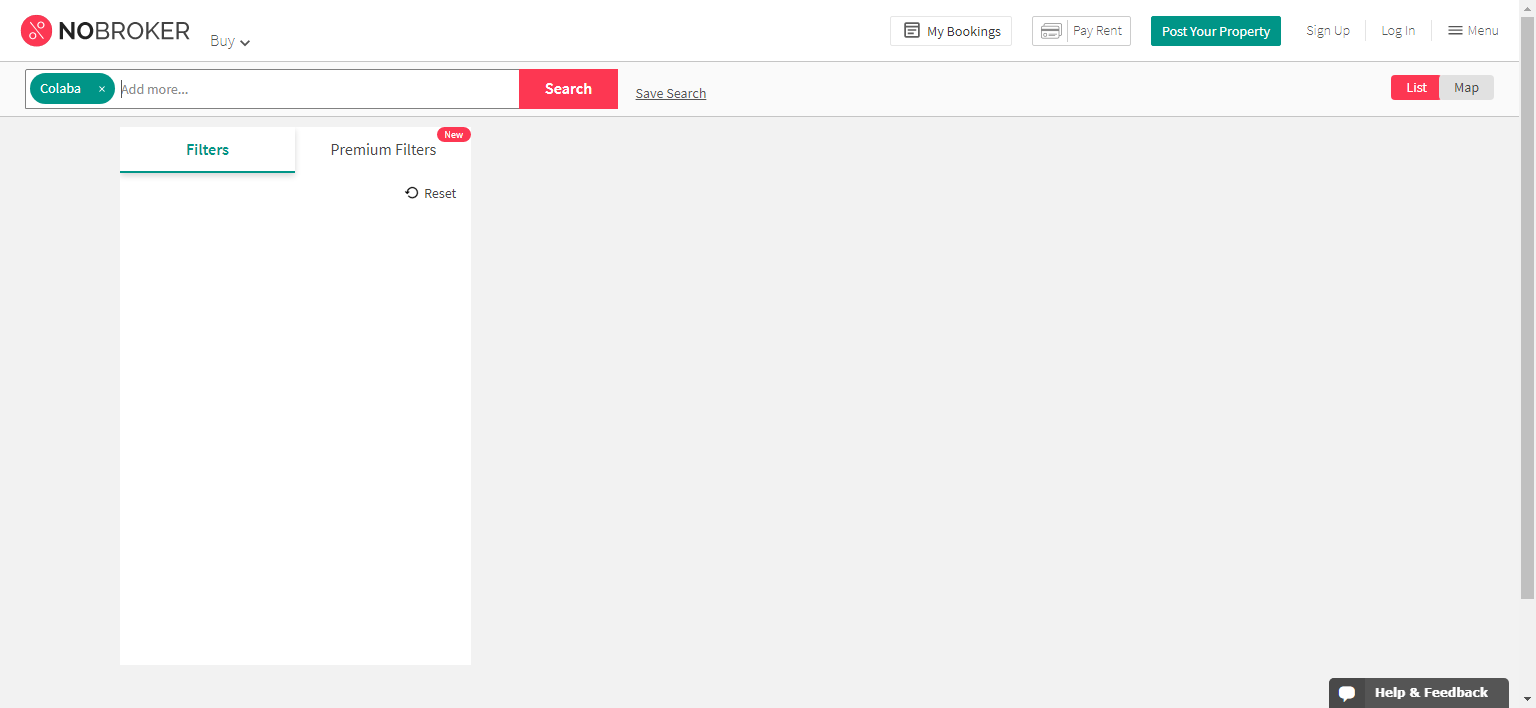 NOBROKER
Buy
My Bookings
Pay Rent
Post Your Property
Sign Up
Log In
Menu
Colaba ×
Add more...
Search
Save Search
List
Map
Filters
Premium Filters
New
Reset
Help & Feedback